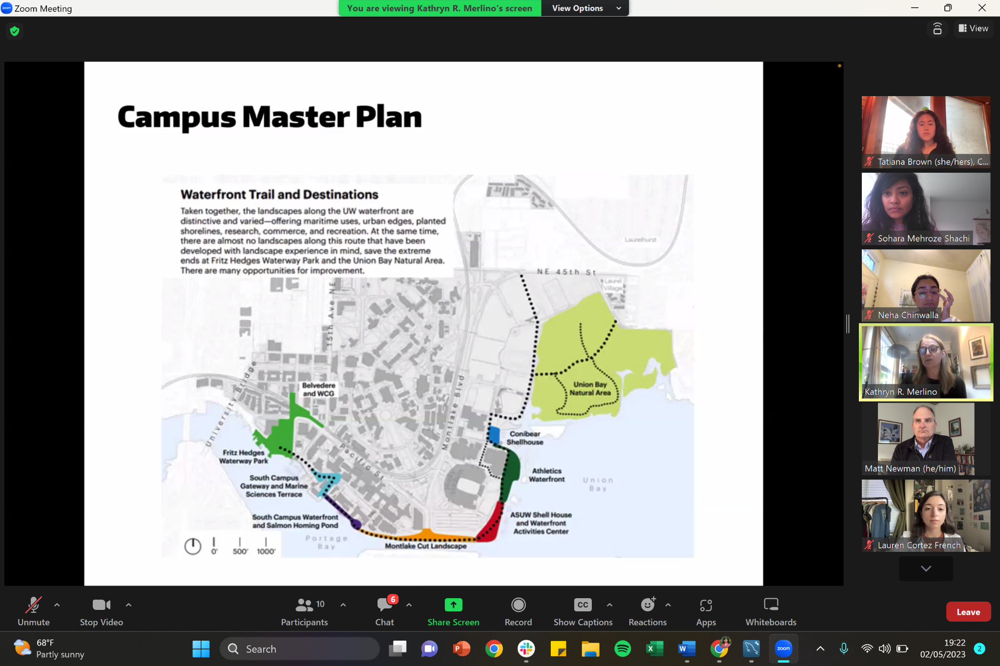 zoom Zoom Meeting
You are viewing Kathryn R. Merlino's screen
View Options
View
Campus Master Plan
Waterfront Trail and Destinations
Taken together, the landscapes along the UW waterfront are
distinctive and varied—offering maritime uses, urban edges, planted
shorelines, research, commerce, and recreation. At the same time,
there are almost no landscapes along this route that have been
developed with landscape experience in mind, save the extreme
ends at Fritz Hedges Waterway Park and the Union Bay Natural Area.
There are many opportunities for improvement.
Laurelhurst
NE 45th St
Laurel
Village
15th Ave NE
University Bridge
Belvedere
and WCG
Montlake Blvd
Union Bay
Natural Area
Conibear
Shellhouse
Pacific St
Fritz Hedges
Waterway Park
South Campus
Gateway and Marine
Sciences Terrace
Athletics
Waterfront
Union
Bay
South Campus Waterfront
and Salmon Homing Pond
ASUW Shell House
and Waterfront
Activities Center
Portage
Bay
Montlake Cut Landscape
0' 500' 1000'
Tatiana Brown (she/hers), C...
Sohara Mehroze Shachi
Neha Chinwalla
Kathryn R. Merlino
Matt Newman (he/him)
Lauren Cortez French
Unmute
Stop Video
10
Participants
6
Chat
Share Screen
Record
CC
Show Captions
Reactions
Apps
Whiteboards
Leave
68°F
Partly sunny
Search
P
X
W
zoom
19:22
02/05/2023
2